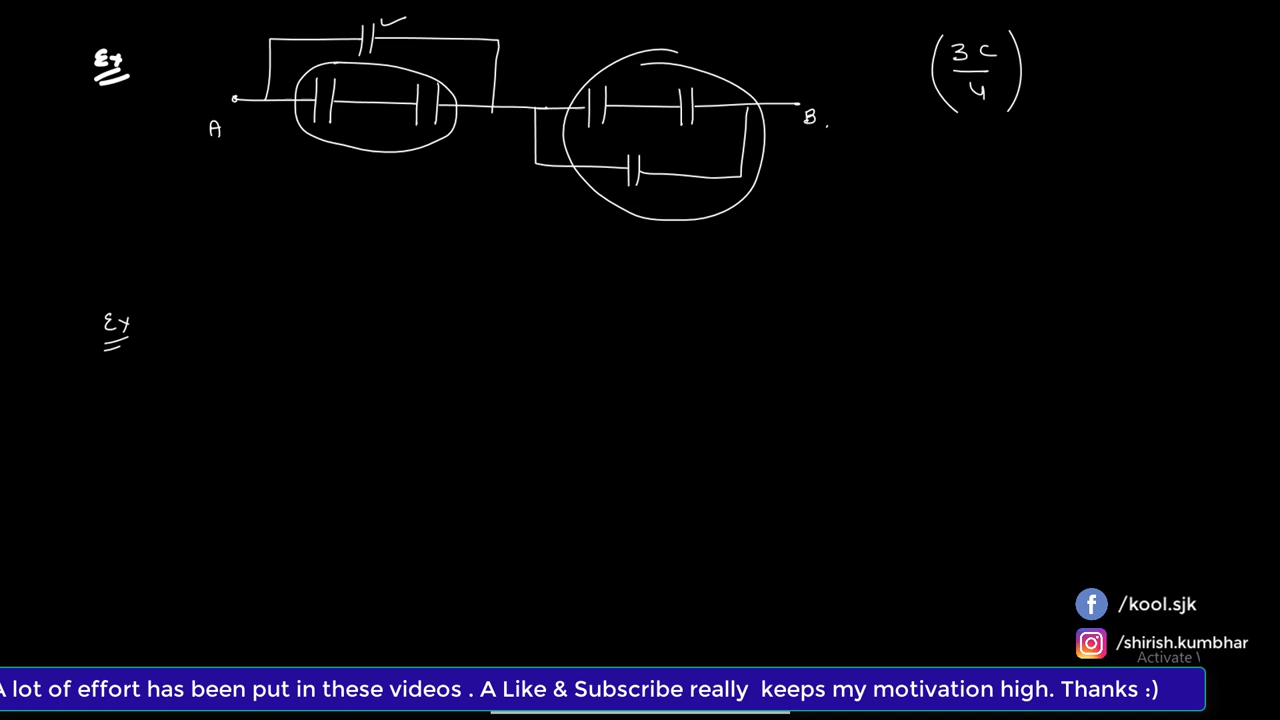 Ex
A
B.
(3C/4)
Ex
/kool.sjk
/shirish.kumbhar
Activate \
A lot of effort has been put in these videos . A Like & Subscribe really keeps my motivation high. Thanks :)